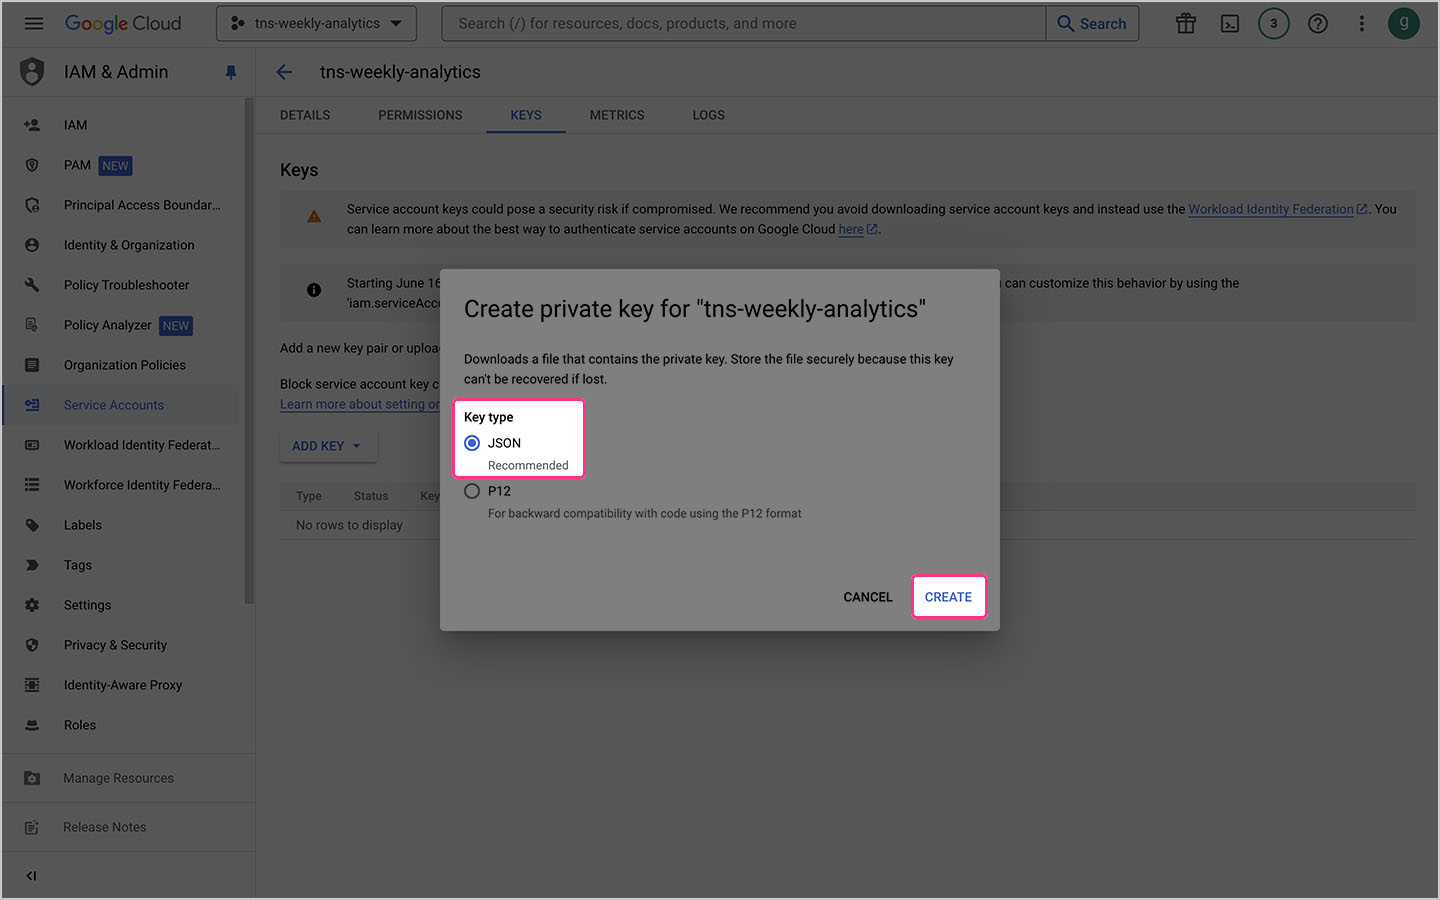 Google Cloud
tns-weekly-analytics
Search (/) for resources, docs, products, and more
Search
3
g
IAM & Admin
tns-weekly-analytics
DETAILS
PERMISSIONS
KEYS
METRICS
LOGS
IAM
PAM NEW
Principal Access Boundar...
Identity & Organization
Policy Troubleshooter
Policy Analyzer NEW
Organization Policies
Service Accounts
Workload Identity Federat...
Workforce Identity Federa...
Labels
Tags
Settings
Privacy & Security
Identity-Aware Proxy
Roles
Manage Resources
Release Notes
Keys
Service account keys could pose a security risk if compromised. We recommend you avoid downloading service account keys and instead use the Workload Identity Federation. You
can learn more about the best way to authenticate service accounts on Google Cloud here.
Starting June 16
can customize this behavior by using the
'iam.serviceAcco
Add a new key pair or uploa
Block service account key c
Learn more about setting or
ADD KEY
Type Status Key
No rows to display
Create private key for "tns-weekly-analytics"
Downloads a file that contains the private key. Store the file securely because this key
can't be recovered if lost.
Key type
JSON
Recommended
P12
For backward compatibility with code using the P12 format
CANCEL
CREATE